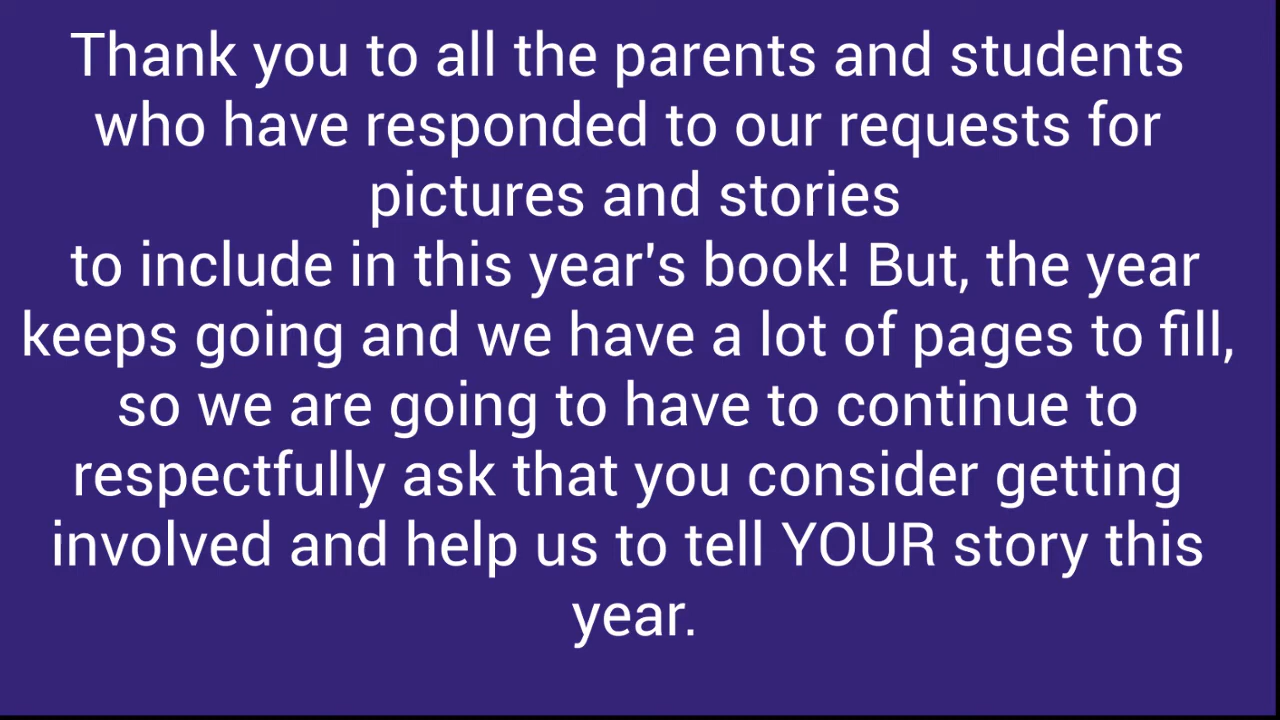 Thank you to all the parents and students
who have responded to our requests for
pictures and stories
to include in this year's book! But, the year
keeps going and we have a lot of pages to fill,
so we are going to have to continue to
respectfully ask that you consider getting
involved and help us to tell YOUR story this
year.